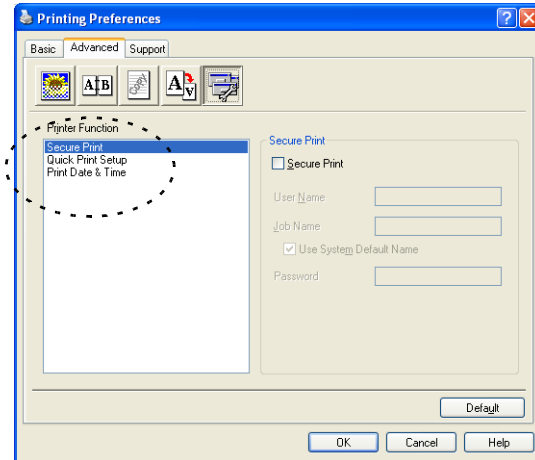 Printing Preferences
Basic Advanced Support
A B
A V
Printer Function
Secure Print
Quick Print Setup
Print Date & Time
Secure Print
Secure Print
User Name
Job Name
Use System Default Name
Password
Default
OK Cancel Help